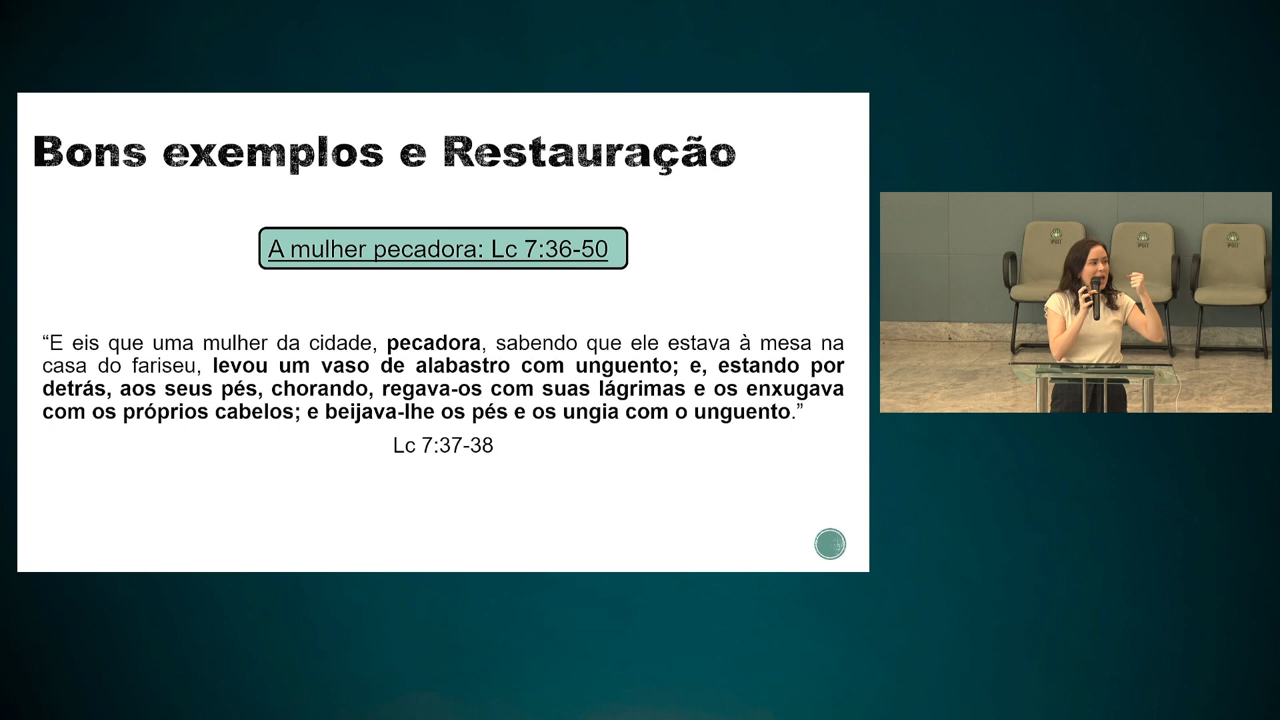 Bons exemplos e Restauração
A mulher pecadora: Lc 7:36-50
“E eis que uma mulher da cidade, pecadora, sabendo que ele estava à mesa na
casa do fariseu, levou um vaso de alabastro com unguento; e, estando por
detrás, aos seus pés, chorando, regava-os com suas lágrimas e os enxugava
com os próprios cabelos; e beijava-lhe os pés e os ungia com o unguento.”
Lc 7:37-38